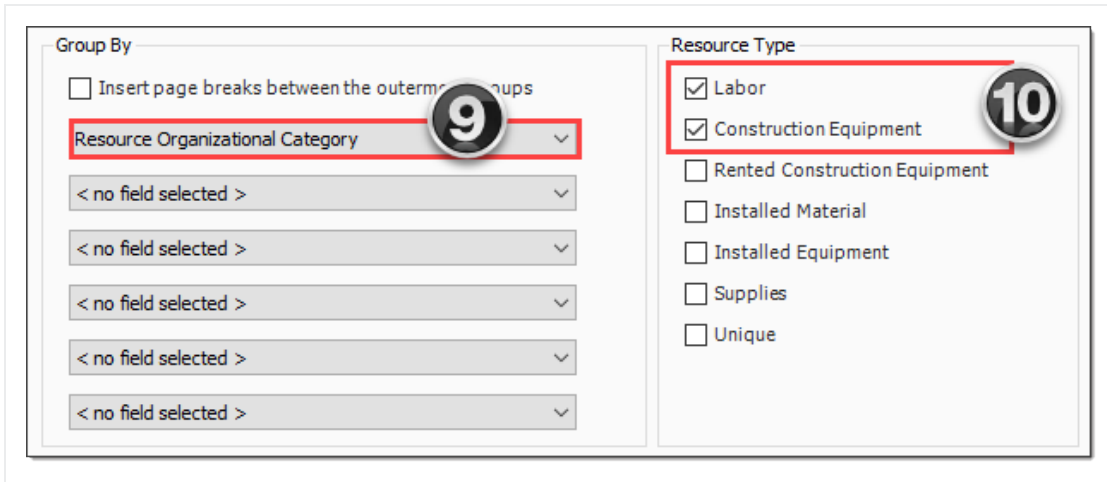 Group By
Insert page breaks between the outerm ups
9
Resource Organizational Category
< no field selected >
< no field selected >
< no field selected >
< no field selected >
< no field selected >
Resource Type
Labor
10
Construction Equipment
Rented Construction Equipment
Installed Material
Installed Equipment
Supplies
Unique